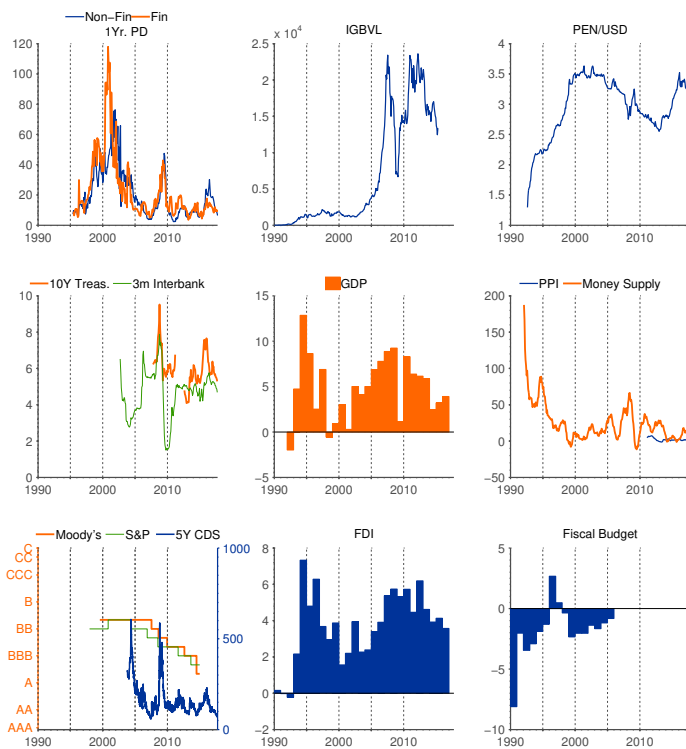 Non−Fin Fin
1Yr. PD
120
100
80
60
40
20
0
1990 2000 2010
IGBVL
2.5 x 10⁴
2
1.5
1
0.5
0
1990 2000 2010
PEN/USD
4
3.5
3
2.5
2
1.5
1
1990 2000 2010
10Y Treas. 3m Interbank
10
8
6
4
2
0
1990 2000 2010
GDP
15
10
5
0
−5
1990 2000 2010
PPI Money Supply
200
150
100
50
0
−50
1990 2000 2010
Moody's S&P 5Y CDS
C
CC
CCC
B
BB
BBB
A
AA
AAA
1000
500
0
1990 2000 2010
FDI
8
6
4
2
0
−2
1990 2000 2010
Fiscal Budget
5
0
−5
−10
1990 2000 2010